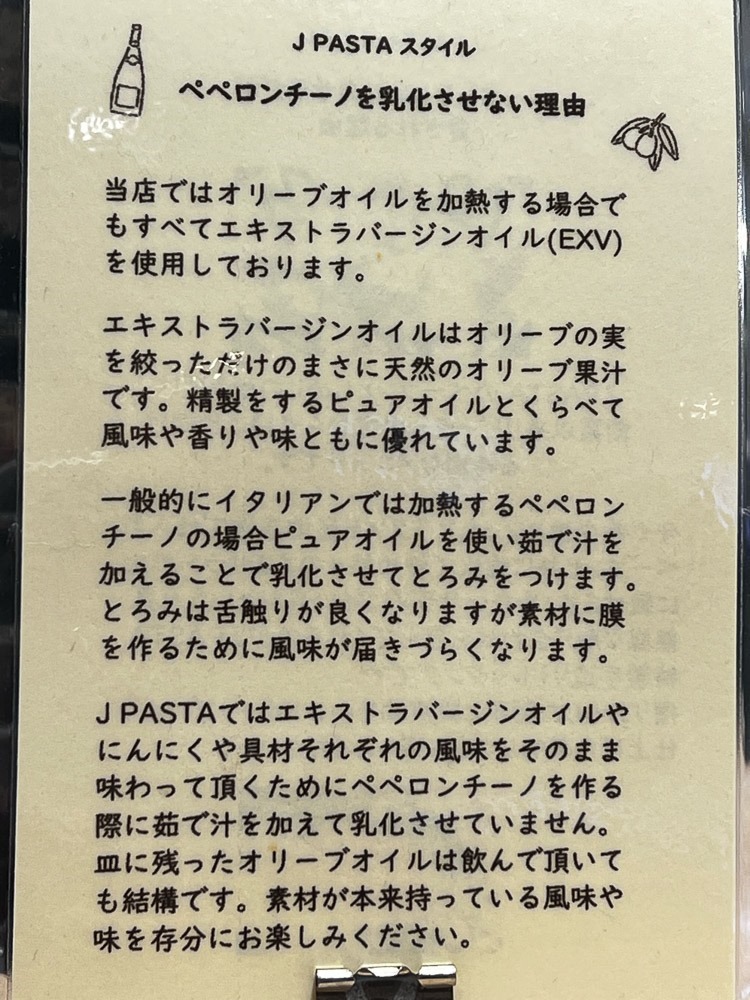 J PASTA スタイル
ペペロンチーノを乳化させない理由
当店ではオリーブオイルを加熱する場合で
もすべてエキストラバージンオイル(EXV)
を使用しております。
エキストラバージンオイルはオリーブの実
を絞っただけのまさに天然のオリーブ果汁
です。精製をするピュアオイルとくらべて
風味や香りや味ともに優れています。
一般的にイタリアンでは加熱するペペロン
チーノの場合ピュアオイルを使い茹で汁を
加えることで乳化させてとろみをつけます。
とろみは舌触りが良くなりますが素材に膜
を作るために風味が届きづらくなります。
J PASTAではエキストラバージンオイルや
にんにくや具材それぞれの風味をそのまま
味わって頂くためにペペロンチーノを作る
際に茹で汁を加えて乳化させていません。
皿に残ったオリーブオイルは飲んで頂いて
も結構です。素材が本来持っている風味や
味を存分にお楽しみください。